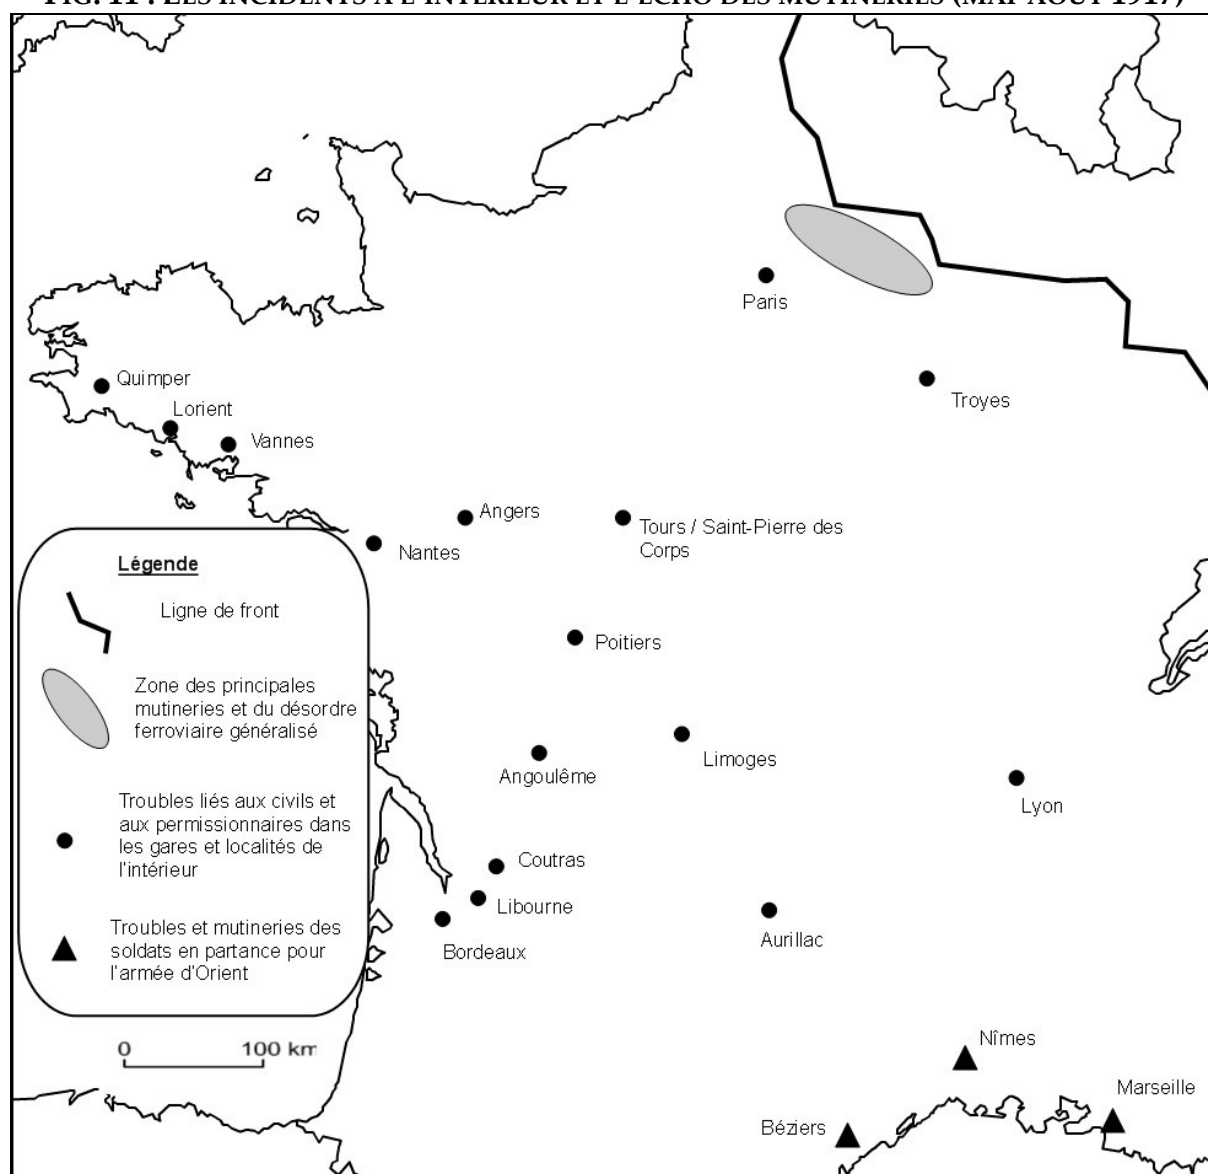 FIG. 11 : LES INCIDENTS A L'INTERIEUR ET L'ECHO DES MUTINERIES (MAI-AOUT 1917)
Paris
Troyes
Quimper
Lorient
Vannes
Angers
Nantes
Tours / Saint-Pierre des
Corps
Poitiers
Limoges
Angoulême
Lyon
Coutras
Libourne
Bordeaux
Aurillac
Nîmes
Marseille
Béziers
Légende
Ligne de front
Zone des principales
mutineries et du désordre
ferroviaire généralisé
Troubles liés aux civils et
aux permissionnaires dans
les gares et localités de
l'intérieur
Troubles et mutineries des
soldats en partance pour
l'armée d'Orient
0 100 km